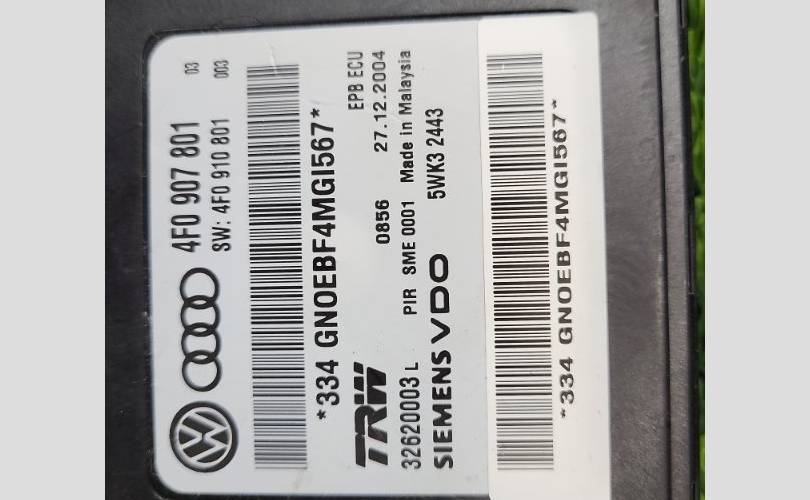 4F0 907 801 03
SW: 4F0 910 801 003
*334 GNOEBF4MGI567*
EPB ECU
TRW 0856 27.12.2004
32620003 L PIR SME 0001 Made in Malaysia
SIEMENS VDO 5WK3 2443
*334 GNOEBF4MGI567*